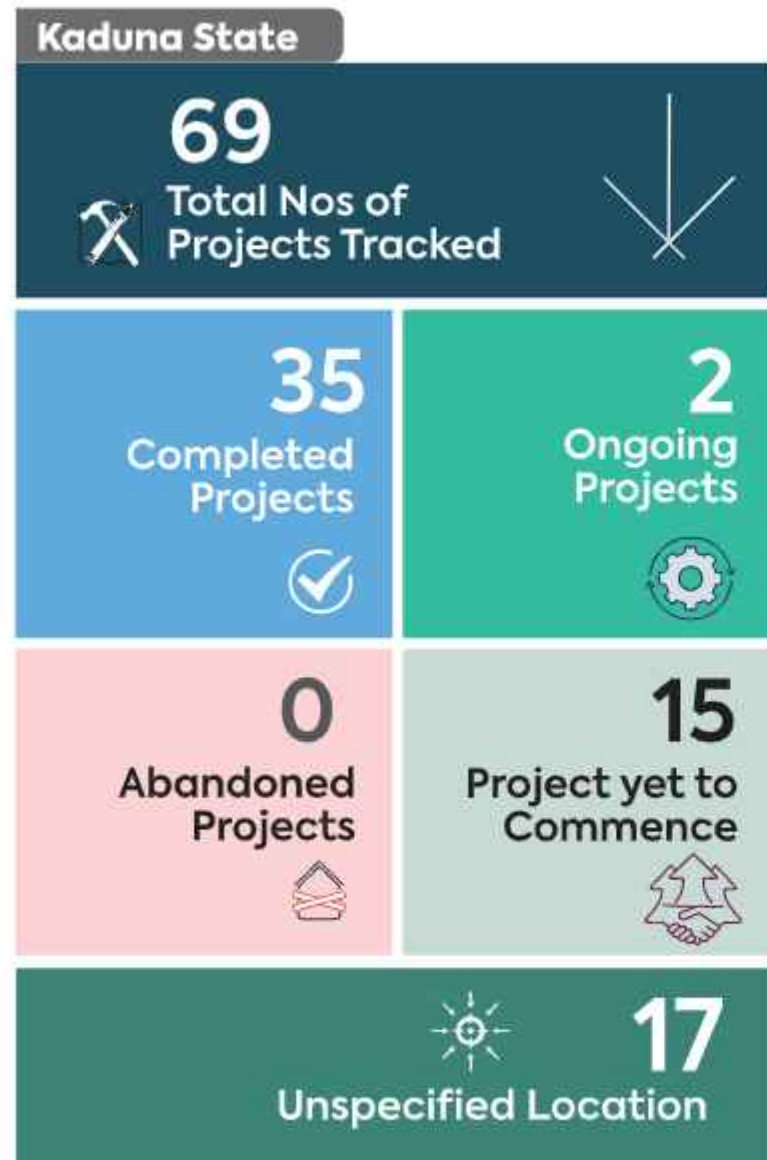 Kaduna State
69
Total Nos of
Projects Tracked
35
Completed
Projects
2
Ongoing
Projects
0
Abandoned
Projects
15
Project yet to
Commence
17
Unspecified Location